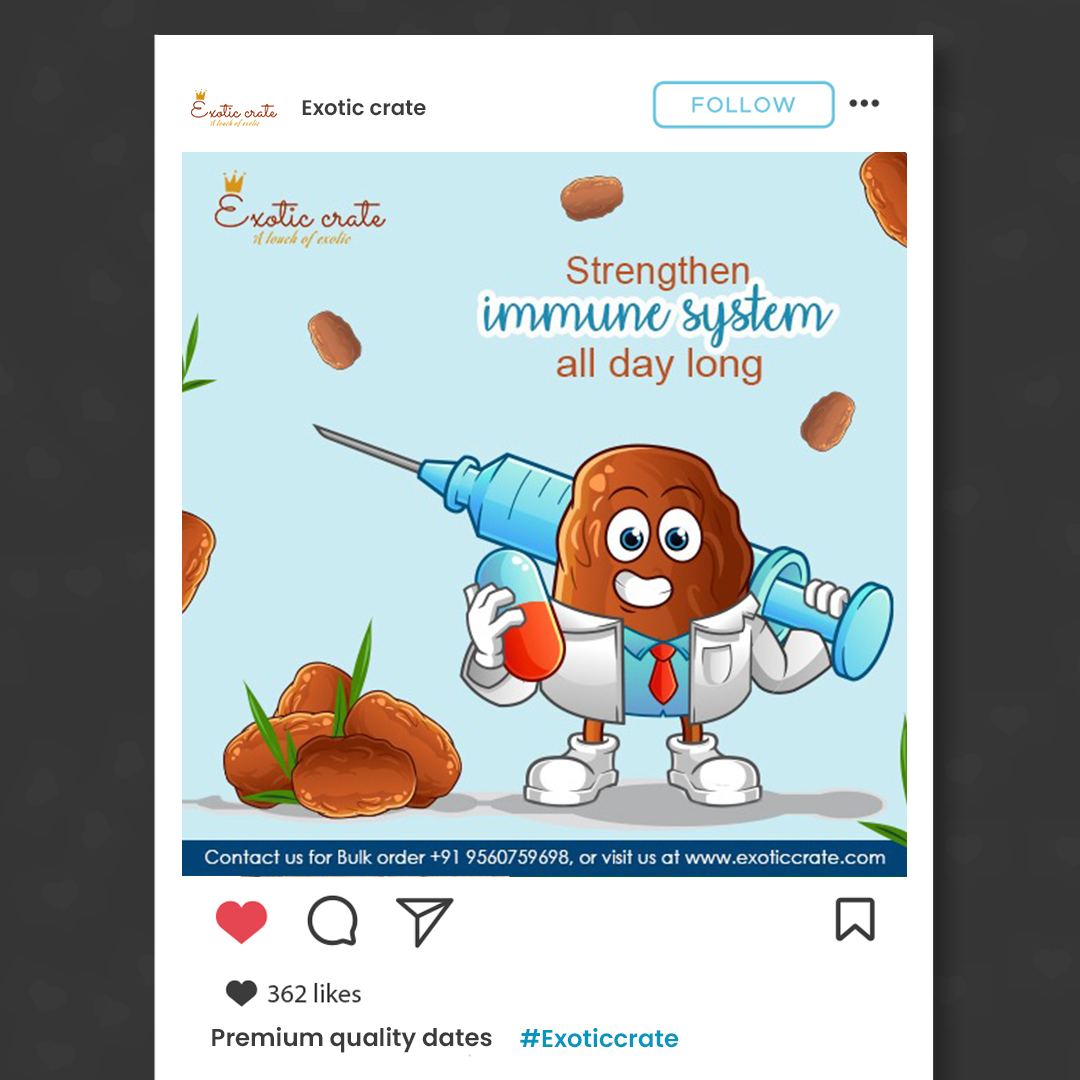 Exotic crate
A touch of exotic
Exotic crate
FOLLOW
Exotic crate
A touch of exotic
Strengthen
immune system
all day long
Contact us for Bulk order +91 9560759698, or visit us at www.exoticcrate.com
362 likes
Premium quality dates #Exoticcrate